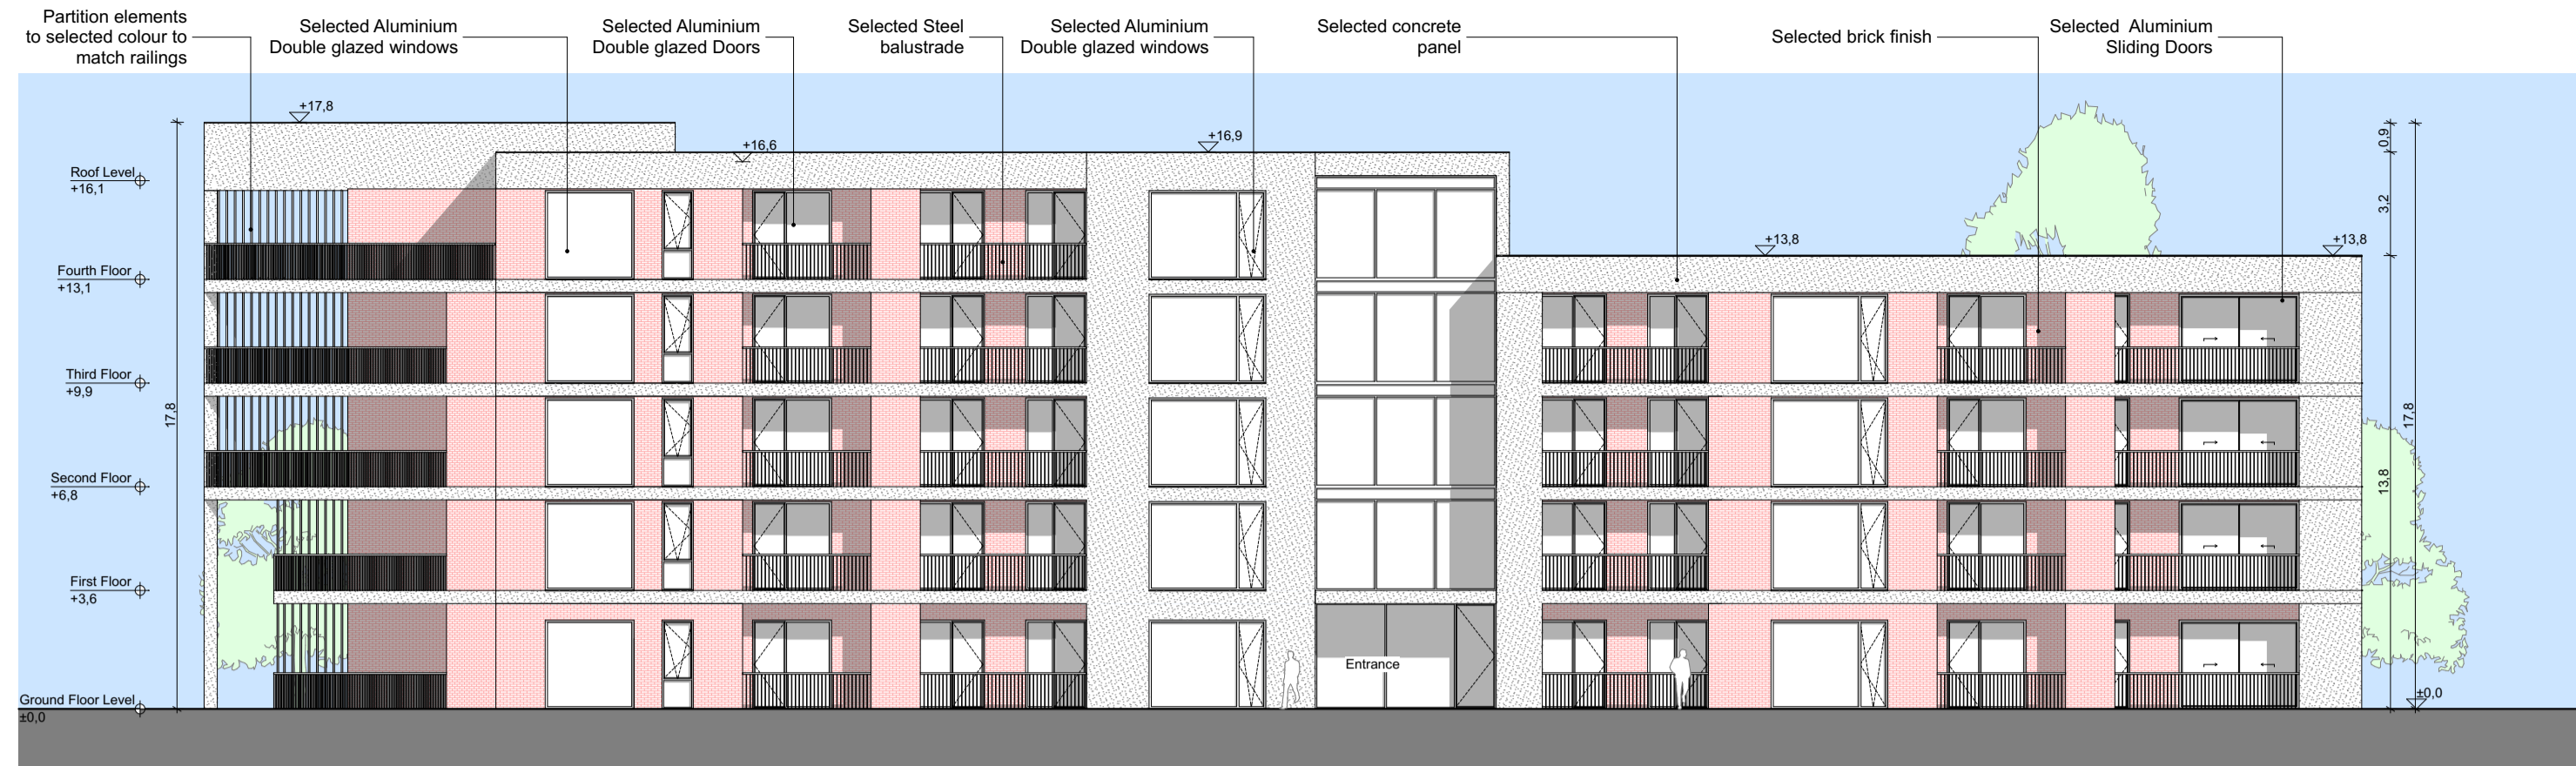 Partition elements
to selected colour to
match railings
Selected Aluminium
Double glazed windows
Selected Aluminium
Double glazed Doors
Selected Steel
balustrade
Selected Aluminium
Double glazed windows
Selected concrete
panel
Selected brick finish
Selected Aluminium
Sliding Doors
+17,8
+16,6
+16,9
+13,8
+13,8
0,9
3,2
13,8
17,8
17,8
Roof Level
+16,1
Fourth Floor
+13,1
Third Floor
+9,9
Second Floor
+6,8
First Floor
+3,6
Ground Floor Level
±0,0
Entrance
±0,0